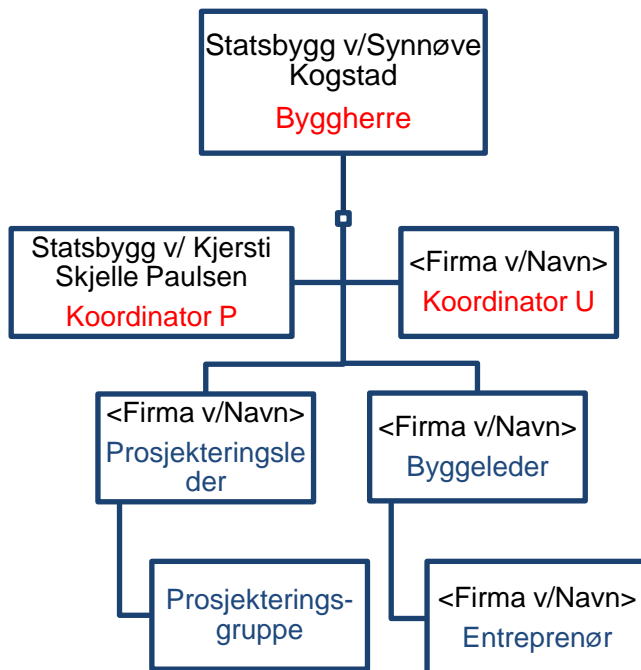 Statsbygg v/Synnøve
Kogstad
Byggherre
Statsbygg v/ Kjersti
Skjelle Paulsen
Koordinator P
<Firma v/Navn>
Koordinator U
<Firma v/Navn>
Prosjekteringsle
der
<Firma v/Navn>
Byggeleder
Prosjekterings-
gruppe
<Firma v/Navn>
Entreprenør